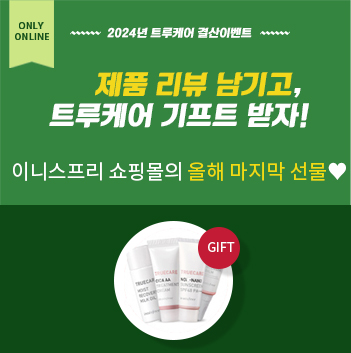 ONLY
ONLINE
2024년 트루케어 결산이벤트
제품 리뷰 남기고,
트루케어 기프트 받자!
이니스프리 쇼핑몰의 올해 마지막 선물♥
GIFT
TRUECARE